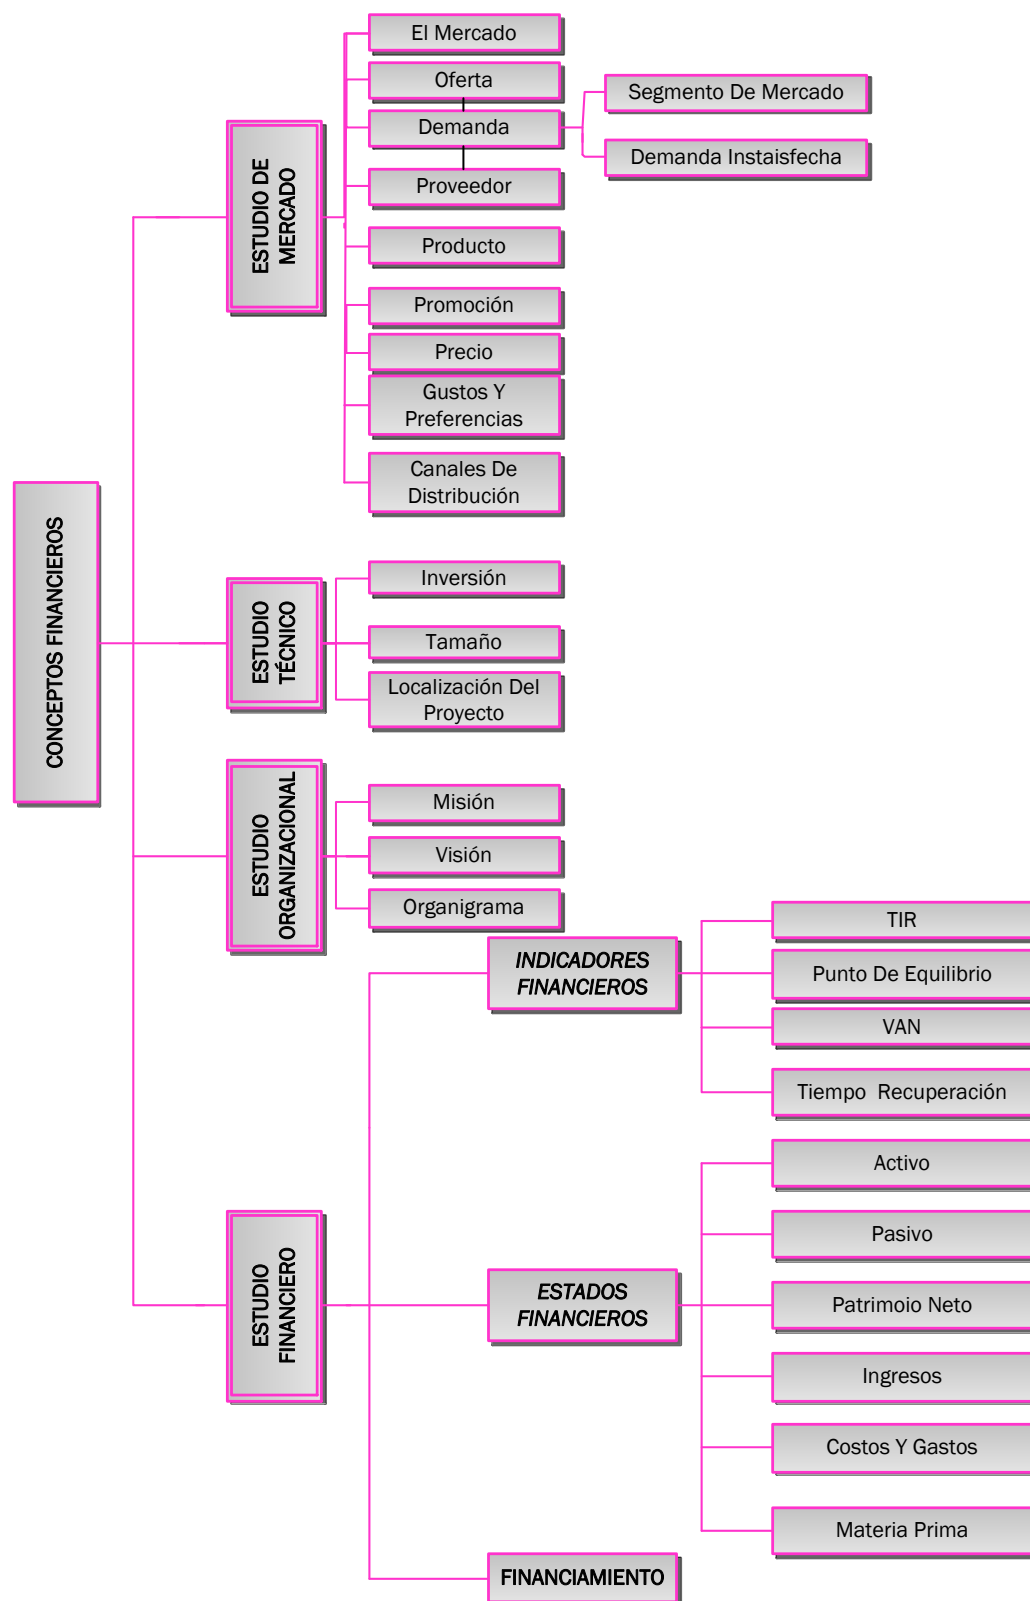 CONCEPTOS FINANCIEROS
ESTUDIO DE
MERCADO
El Mercado
Oferta
Demanda
Segmento De Mercado
Demanda Instaisfecha
Proveedor
Producto
Promoción
Precio
Gustos Y
Preferencias
Canales De
Distribución
ESTUDIO
TÉCNICO
Inversión
Tamaño
Localización Del
Proyecto
ESTUDIO
ORGANIZACIONAL
Misión
Visión
Organigrama
ESTUDIO
FINANCIERO
INDICADORES
FINANCIEROS
TIR
Punto De Equilibrio
VAN
Tiempo  Recuperación
ESTADOS
FINANCIEROS
Activo
Pasivo
Patrimoio Neto
Ingresos
Costos Y Gastos
Materia Prima
FINANCIAMIENTO